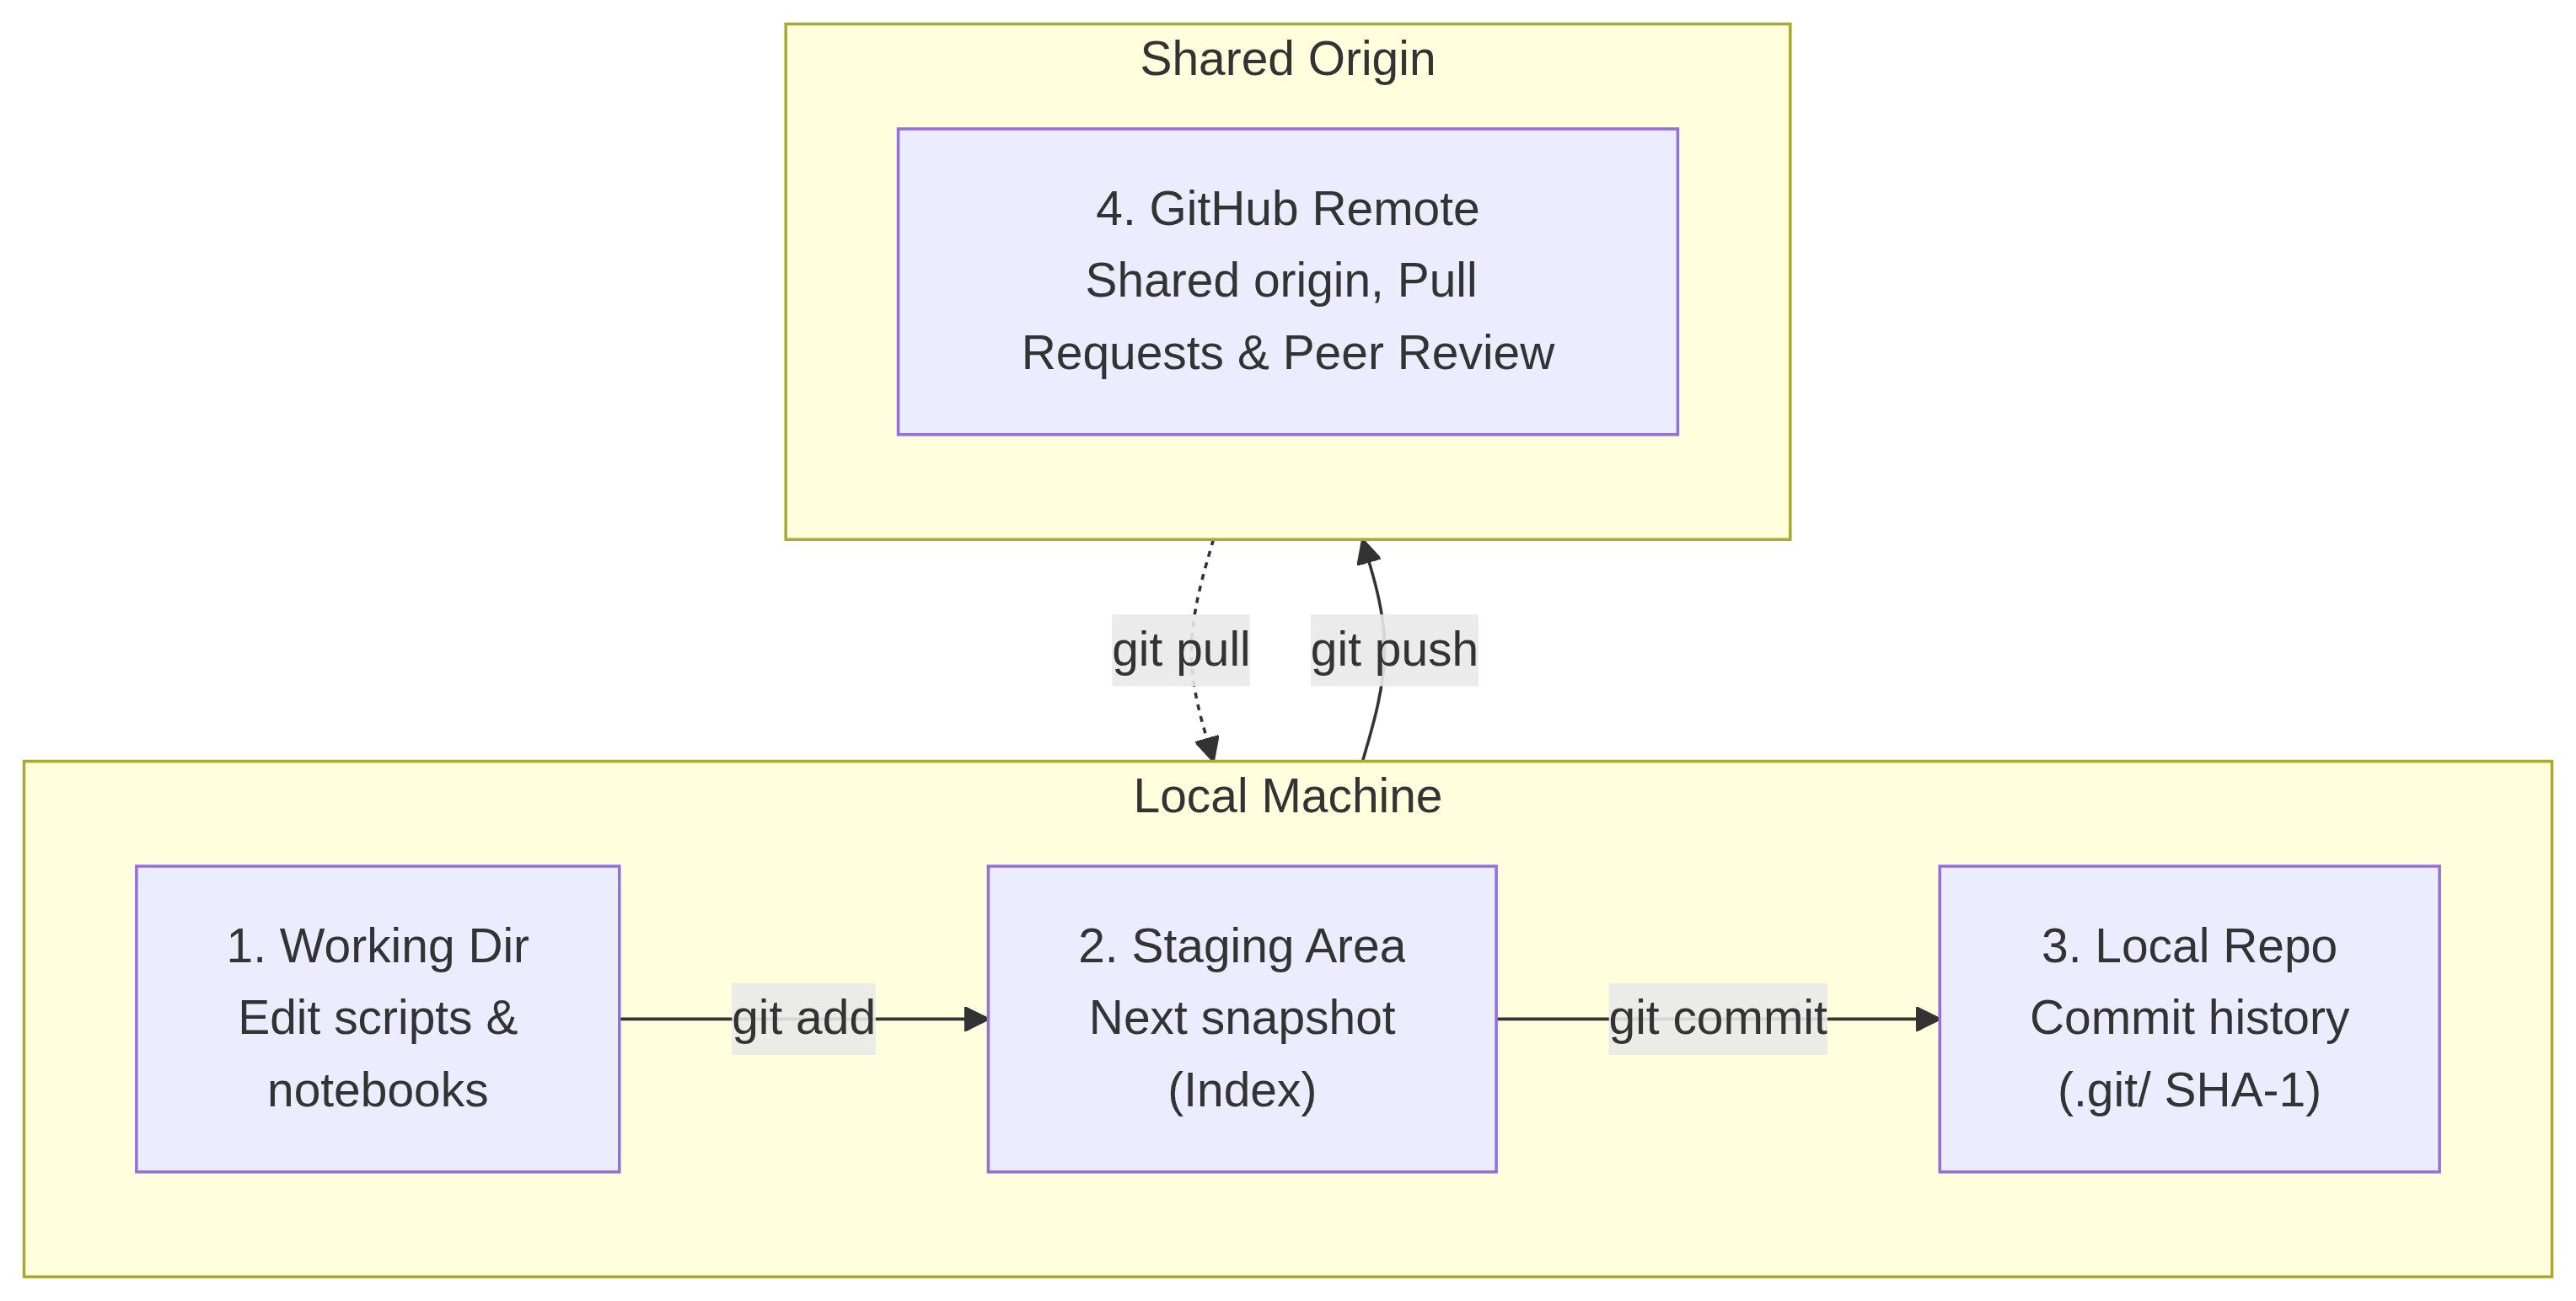 Shared Origin
4. GitHub Remote
Shared origin, Pull
Requests & Peer Review
git pull
git push
Local Machine
1. Working Dir
Edit scripts &
notebooks
git add
2. Staging Area
Next snapshot
(Index)
git commit
3. Local Repo
Commit history
(.git/ SHA-1)